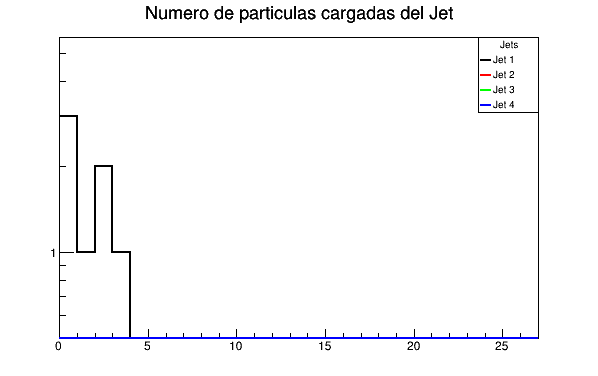 Numero de particulas cargadas del Jet
Jets
Jet 1
Jet 2
Jet 3
Jet 4
1
0 5 10 15 20 25